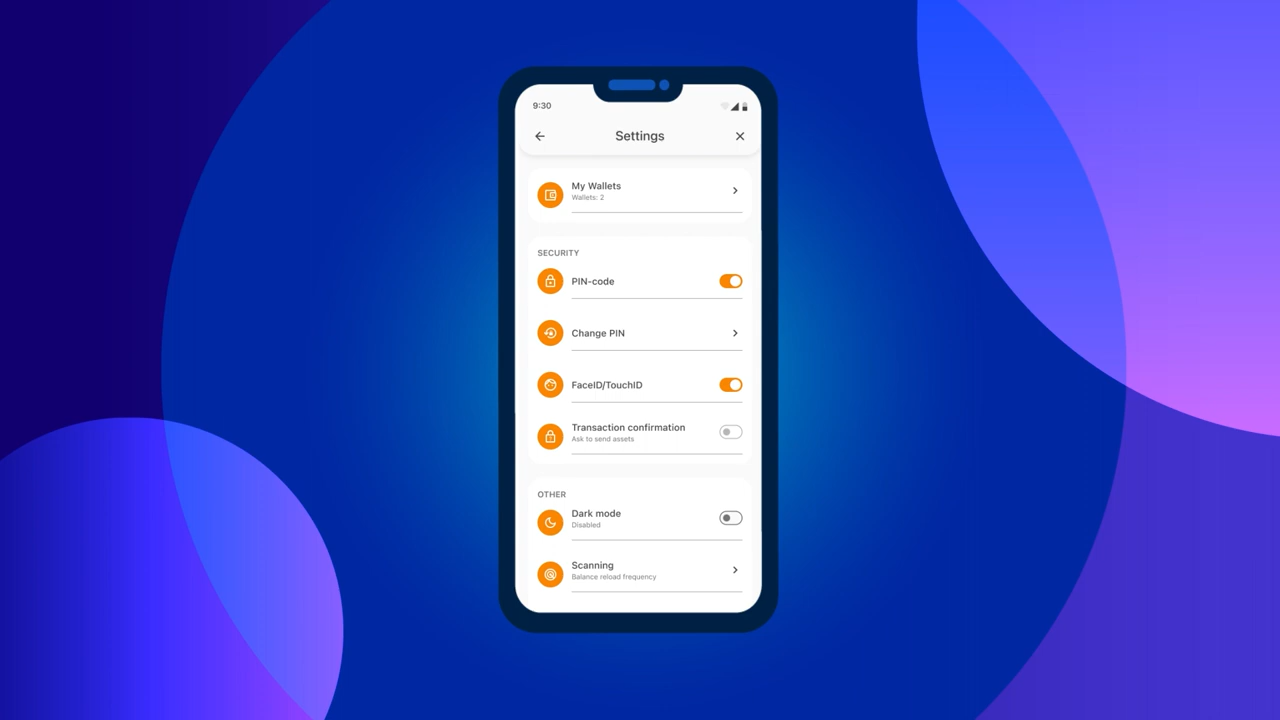 9:30
Settings
My Wallets
Wallets: 2
SECURITY
PIN-code
Change PIN
FaceID/TouchID
Transaction confirmation
Ask to send assets
OTHER
Dark mode
Disabled
Scanning
Balance reload frequency